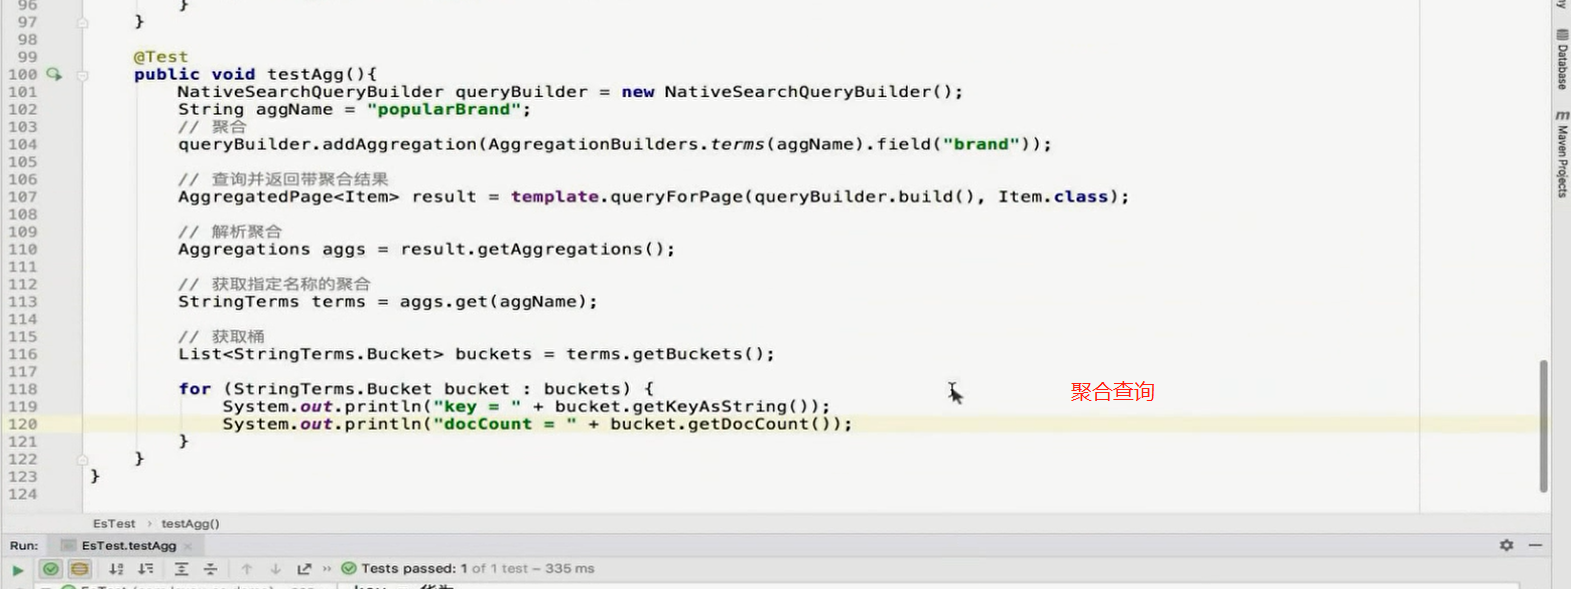 96 }
97 }
98
99 @Test
100 public void testAgg(){
101 NativeSearchQueryBuilder queryBuilder = new NativeSearchQueryBuilder();
102 String aggName = "popularBrand";
103 // 聚合
104 queryBuilder.addAggregation(AggregationBuilders.terms(aggName).field("brand"));
105
106 // 查询并返回带聚合结果
107 AggregatedPage<Item> result = template.queryForPage(queryBuilder.build(), Item.class);
108
109 // 解析聚合
110 Aggregations aggs = result.getAggregations();
111
112 // 获取指定名称的聚合
113 StringTerms terms = aggs.get(aggName);
114
115 // 获取桶
116 List<StringTerms.Bucket> buckets = terms.getBuckets();
117
118 for (StringTerms.Bucket bucket : buckets) {
聚合查询
119 System.out.println("key = " + bucket.getKeyAsString());
120 System.out.println("docCount = " + bucket.getDocCount());
121 }
122 }
123 }
124
Database
Maven Projects
EsTest › testAgg()
Run: EsTest.testAgg ×
Tests passed: 1 of 1 test – 335 ms